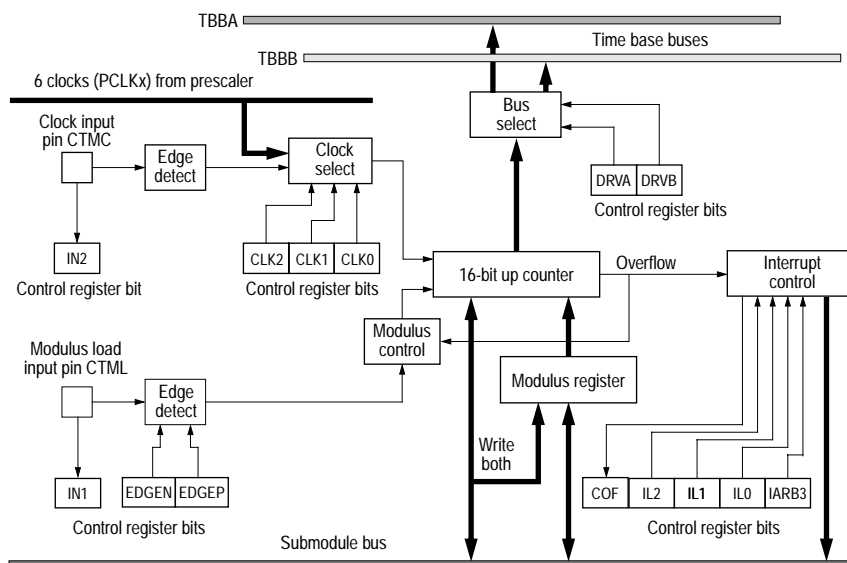 TBBA
Time base buses
TBBB
6 clocks (PCLKx) from prescaler
Clock input
pin CTMC
Edge
detect
Clock
select
Bus
select
DRVA DRVB
Control register bits
IN2
Control register bit
CLK2 CLK1 CLK0
Control register bits
16-bit up counter
Overflow
Interrupt
control
Modulus
control
Modulus load
input pin CTML
Edge
detect
Modulus register
Write
both
IN1
EDGEN EDGEP
Control register bits
COF IL2 IL1 IL0 IARB3
Control register bits
Submodule bus